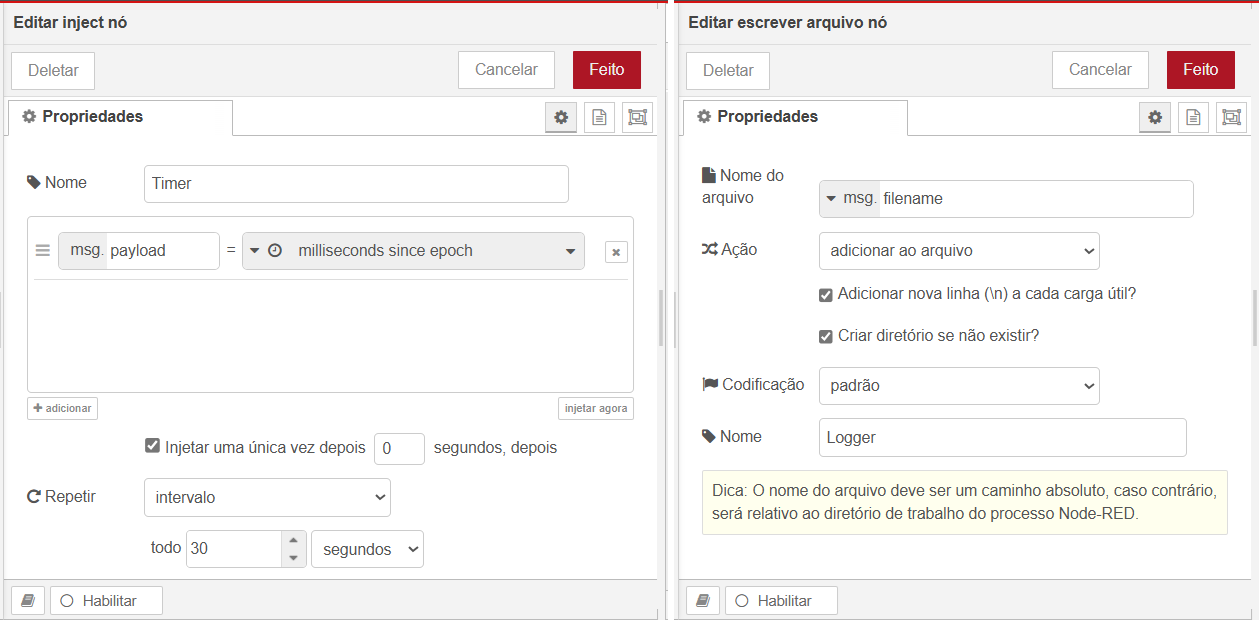 Editar inject nó
Deletar
Cancelar
Feito
Propriedades
Nome
Timer
msg. payload
=
milliseconds since epoch
adicionar
injetar agora
Injetar uma única vez depois 0 segundos, depois
Repetir
intervalo
todo 30 segundos
Habilitar
Editar escrever arquivo nó
Deletar
Cancelar
Feito
Propriedades
Nome do
arquivo
msg. filename
Ação
adicionar ao arquivo
Adicionar nova linha (\n) a cada carga útil?
Criar diretório se não existir?
Codificação
padrão
Nome
Logger
Dica: O nome do arquivo deve ser um caminho absoluto, caso contrário,
será relativo ao diretório de trabalho do processo Node-RED.
Habilitar